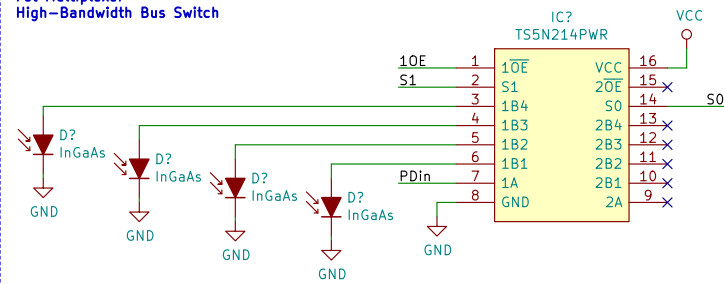 High-Bandwidth Bus Switch
IC?
TS5N214PWR
VCC
1OE 1 1OE VCC 16
S1 2 S1 2OE 15
3 1B4 S0 14 S0
4 1B3 2B4 13
5 1B2 2B3 12
6 1B1 2B2 11
PDin 7 1A 2B1 10
8 GND 2A 9
D?
InGaAs
D?
InGaAs
D?
InGaAs
D?
InGaAs
GND
GND
GND
GND
GND